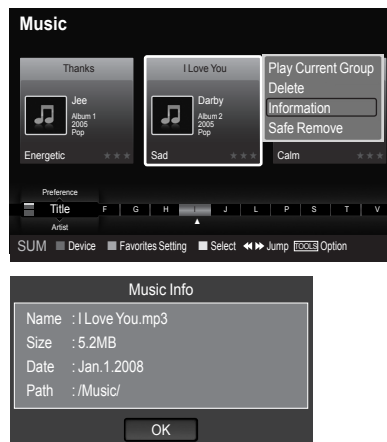 Music
Thanks
Jee
Album 1
2005
Pop
Energetic
I Love You
Darby
Album 2
2005
Pop
Sad
Calm
Play Current Group
Delete
Information
Safe Remove
Preference
Title F G H I J L P S T V
Artist
SUM Device Favorites Setting Select Jump TOOLS Option
Music Info
Name : I Love You.mp3
Size : 5.2MB
Date : Jan.1.2008
Path : /Music/
OK